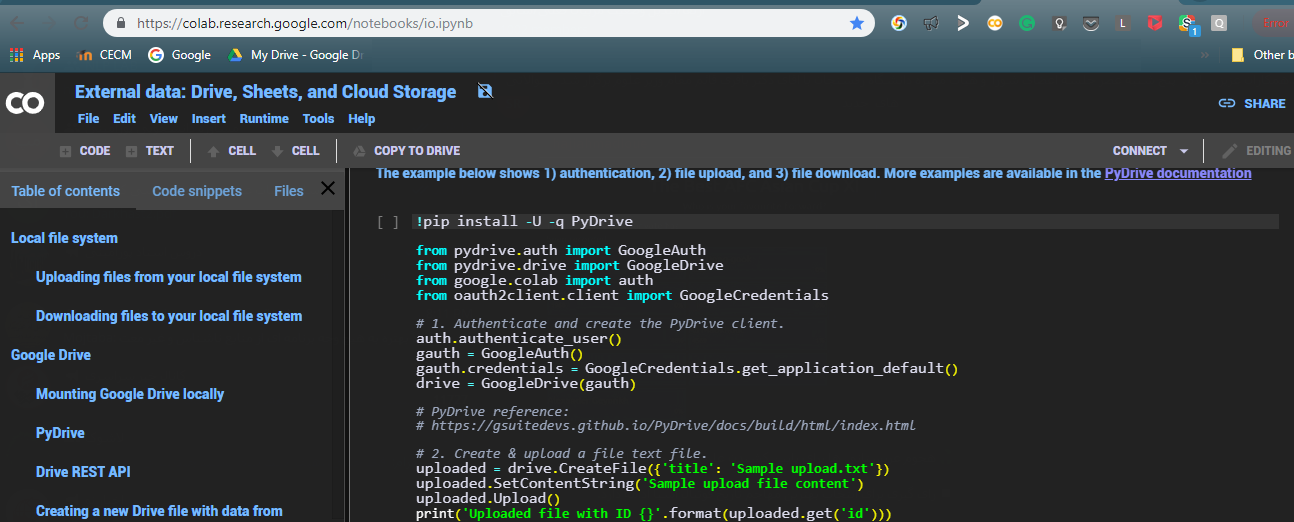 https://colab.research.google.com/notebooks/io.ipynb
L
Q
1
Error
Apps
CECM
Google
My Drive - Google Dr
»
Other b
CO
External data: Drive, Sheets, and Cloud Storage
SHARE
File Edit View Insert Runtime Tools Help
CODE TEXT CELL CELL COPY TO DRIVE CONNECT EDITING
Table of contents Code snippets Files
The example below shows 1) authentication, 2) file upload, and 3) file download. More examples are available in the PyDrive documentation
Local file system
Uploading files from your local file system
Downloading files to your local file system
Google Drive
Mounting Google Drive locally
PyDrive
Drive REST API
Creating a new Drive file with data from
[ ] !pip install -U -q PyDrive
from pydrive.auth import GoogleAuth
from pydrive.drive import GoogleDrive
from google.colab import auth
from oauth2client.client import GoogleCredentials
# 1. Authenticate and create the PyDrive client.
auth.authenticate_user()
gauth = GoogleAuth()
gauth.credentials = GoogleCredentials.get_application_default()
drive = GoogleDrive(gauth)
# PyDrive reference:
# https://gsuitedevs.github.io/PyDrive/docs/build/html/index.html
# 2. Create & upload a file text file.
uploaded = drive.CreateFile({'title': 'Sample upload.txt'})
uploaded.SetContentString('Sample upload file content')
uploaded.Upload()
print('Uploaded file with ID {}'.format(uploaded.get('id')))